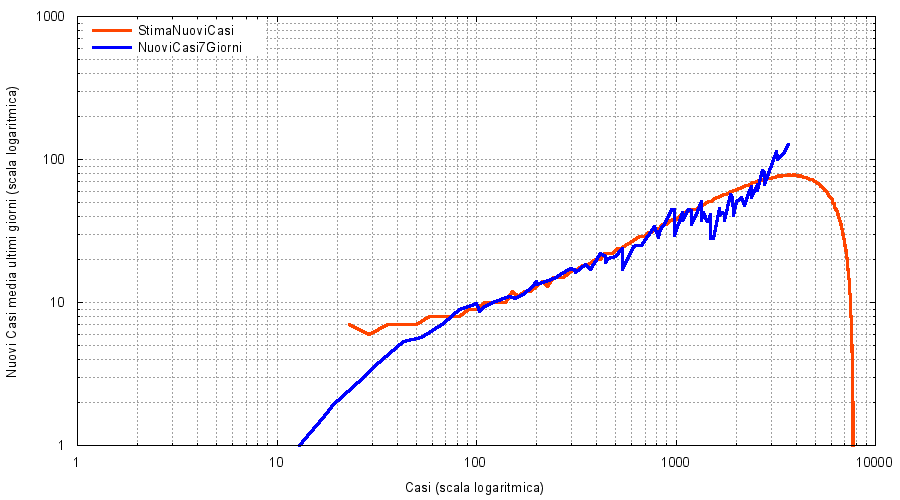 1000
StimaNuoviCasi
NuoviCasi7Giorni
100
10
1
Nuovi Casi media ultimi giorni (scala logaritmica)
1
10
100
1000
10000
Casi (scala logaritmica)